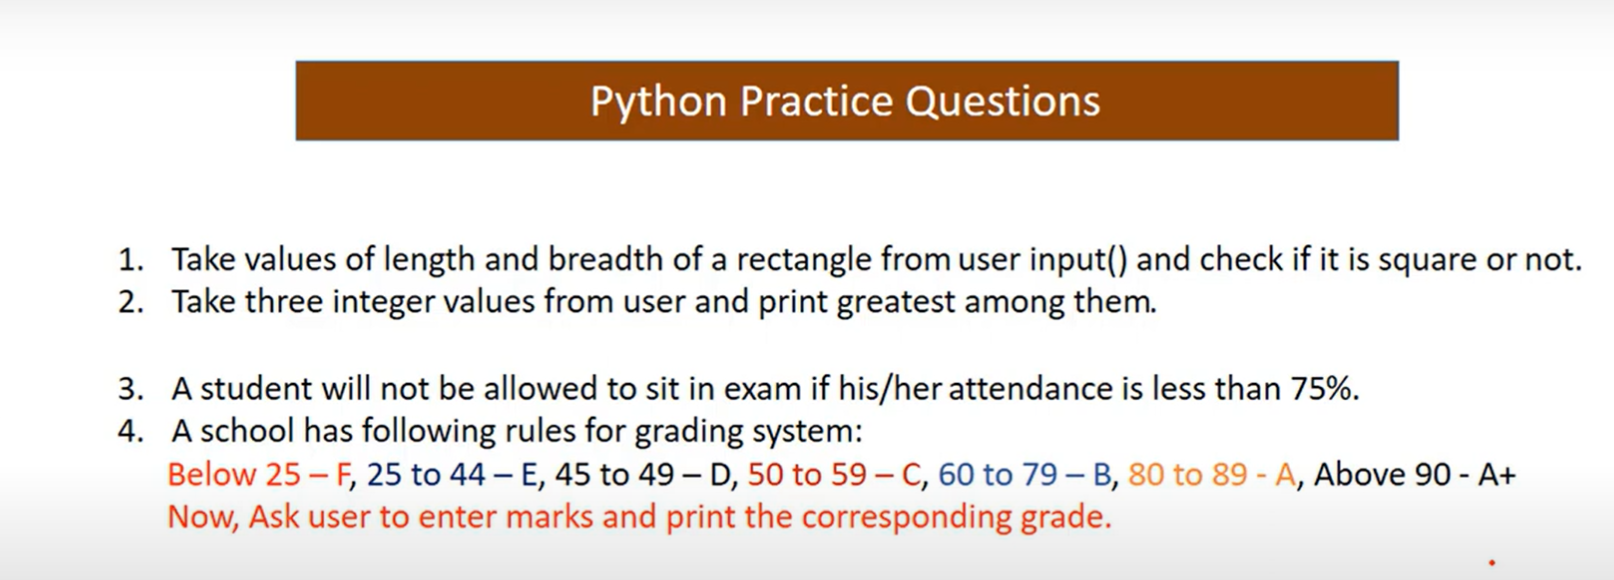 Python Practice Questions
1. Take values of length and breadth of a rectangle from user input() and check if it is square or not.
2. Take three integer values from user and print greatest among them.
3. A student will not be allowed to sit in exam if his/her attendance is less than 75%.
4. A school has following rules for grading system:
Below 25 – F, 25 to 44 – E, 45 to 49 – D, 50 to 59 – C, 60 to 79 – B, 80 to 89 - A, Above 90 - A+
Now, Ask user to enter marks and print the corresponding grade.